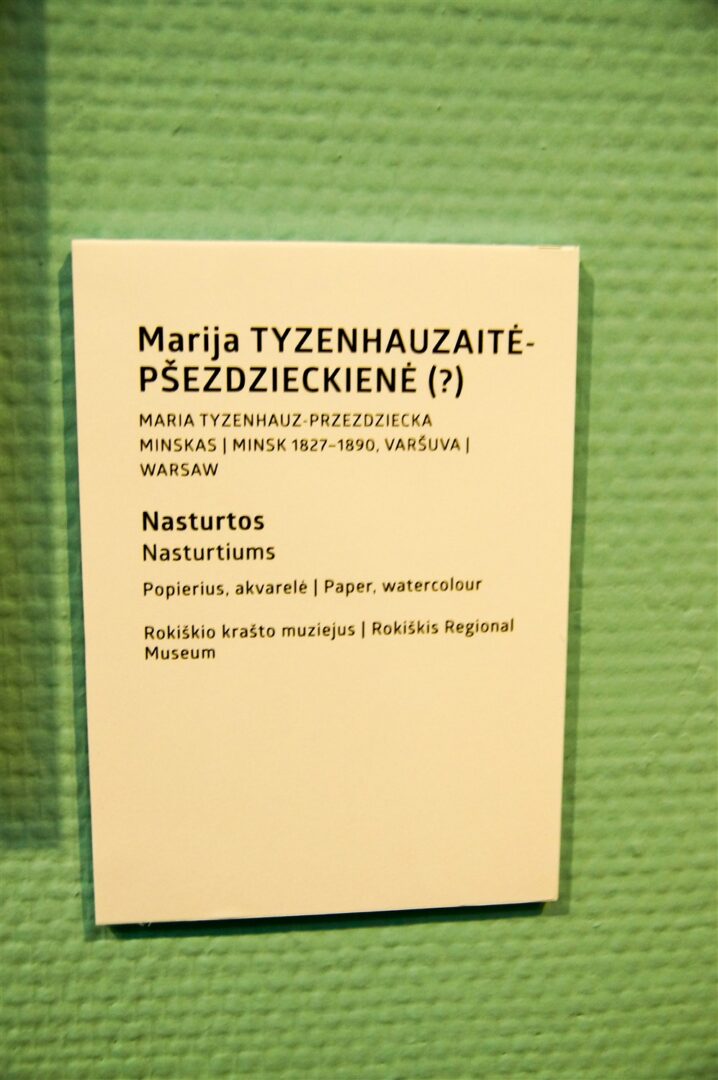 Marija TYZENHAUZAITĖ-
PŠEZDZIECKIENĖ (?)
MARIA TYZENHAUZ-PRZEZDZIECKA
MINSKAS | MINSK 1827–1890, VARŠUVA |
WARSAW
Nasturtos
Nasturtiums
Popierius, akvarelė | Paper, watercolour
Rokiškio krašto muziejus | Rokiškis Regional
Museum